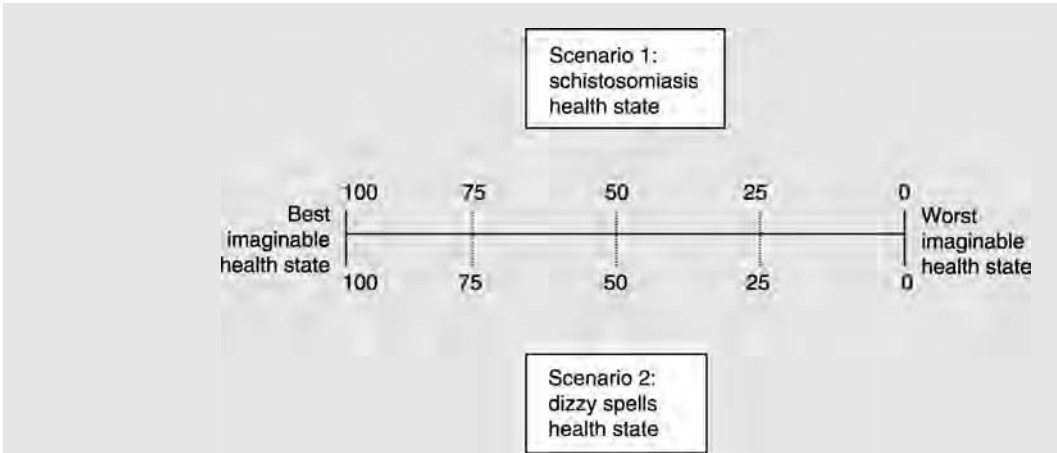 Scenario 1:
schistosomiasis
health state
100 75 50 25 0
Best
imaginable
health state
Worst
imaginable
health state
100 75 50 25 0
Scenario 2:
dizzy spells
health state